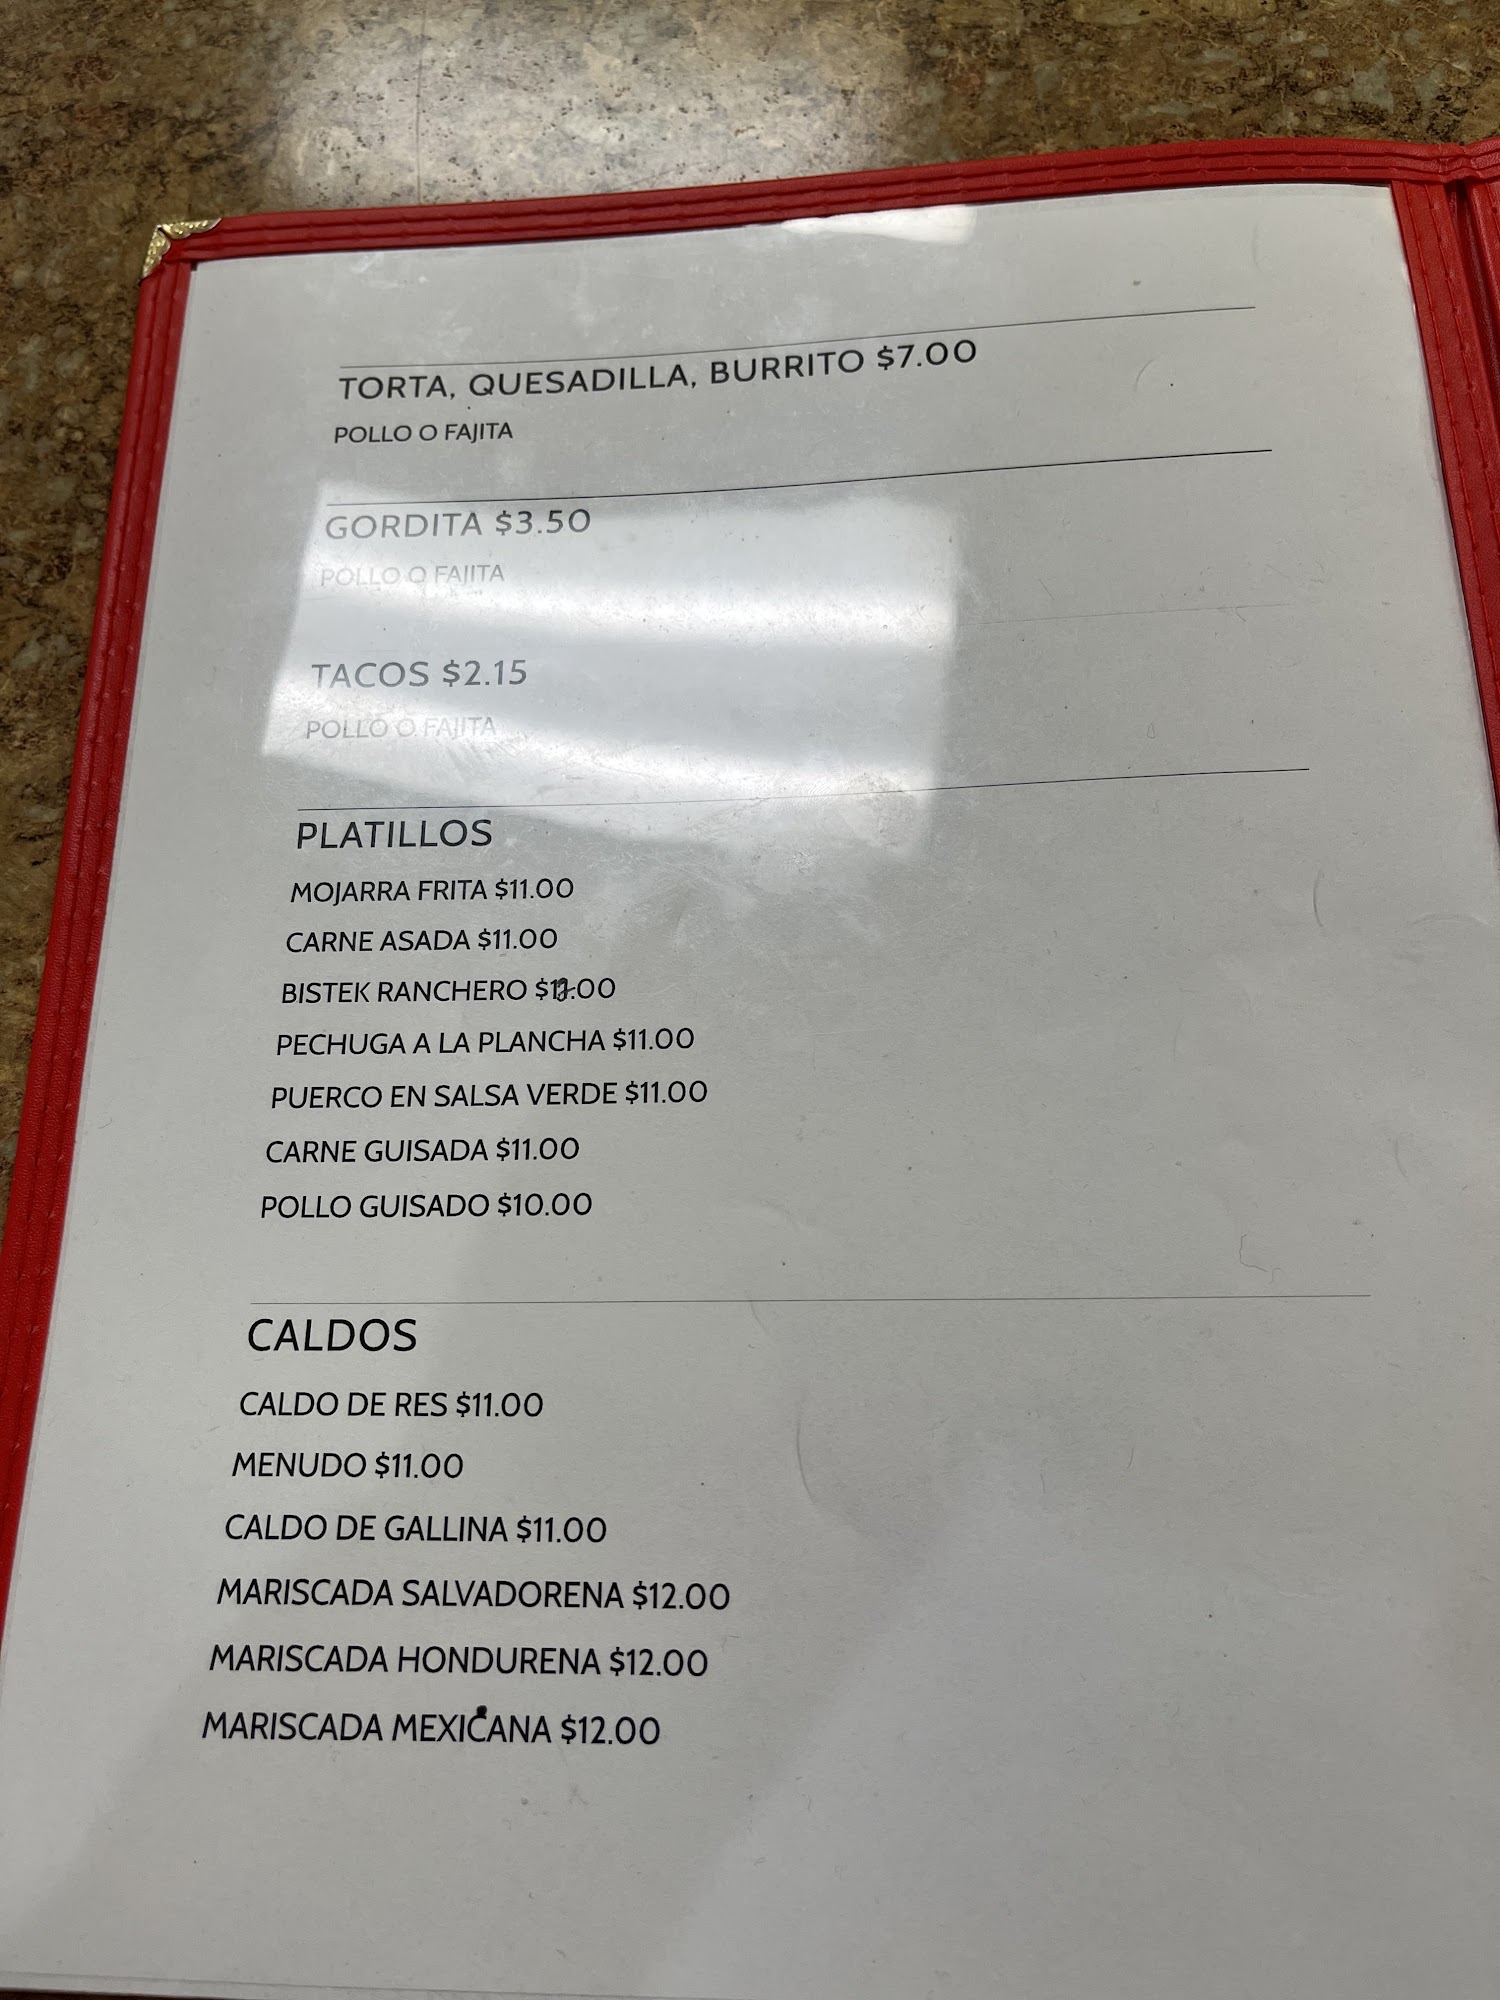 TORTA, QUESADILLA, BURRITO $7.00
POLLO O FAJITA
GORDITA $3.50
POLLO O FAJITA
TACOS $2.15
POLLO O FAJITA
PLATILLOS
MOJARRA FRITA $11.00
CARNE ASADA $11.00
BISTEK RANCHERO
PECHUGA A LA PLANCHA $11.00
PUERCO EN SALSA VERDE $11.00
CARNE GUISADA $11.00
POLLO GUISADO $10.00
CALDOS
CALDO DE RES $11.00
MENUDO $11.00
CALDO DE GALLINA $11.00
MARISCADA SALVADORENA $12.00
MARISCADA HONDURENA $12.00
MARISCADA MEXICANA $12.00